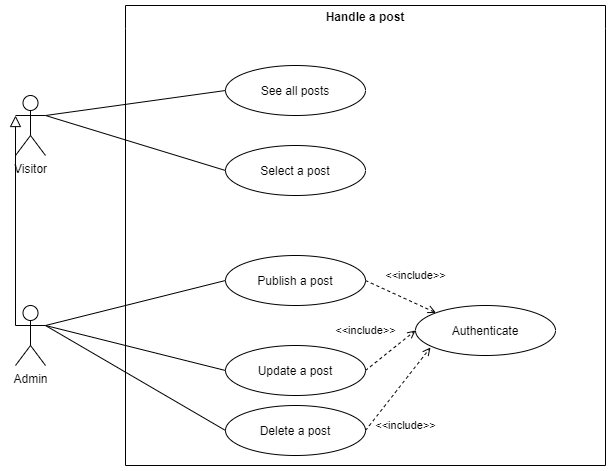 Handle a post
See all posts
Visitor
Select a post
Publish a post
<<include>>
<<include>>
Authenticate
Admin
Update a post
Delete a post
<<include>>